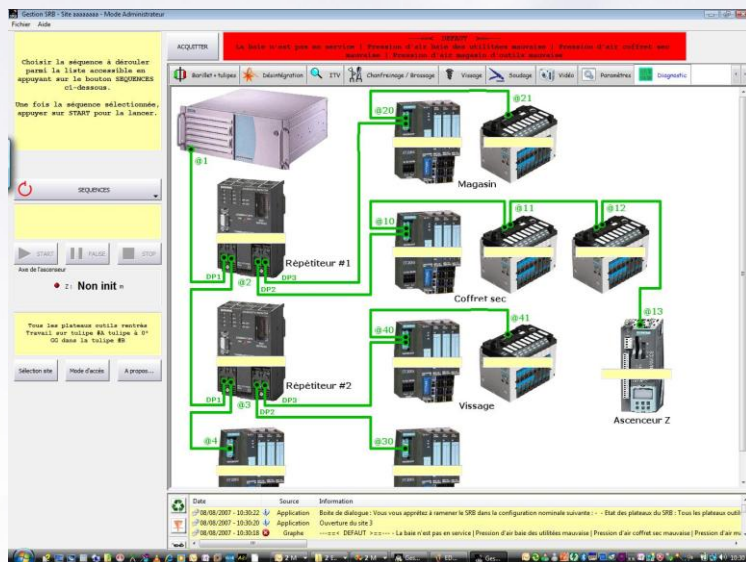 Gestion SRB - Site aaaaaaaa - Mode Administrateur
Fichier Aide
Choisir la séquence à dérouler
parmi la liste accessible en
appuyant sur le bouton SEQUENCES
ci-dessous.
Une fois la séquence sélectionnée,
appuyer sur START pour la lancer.
SEQUENCES
START PAUSE STOP
Axe de l'ascenseur
Z : Non init m
Tous les plateaux outils rentrés
Travail sur tulipe #A tulipe à 0°
GG dans la tulipe #B
Sélection site Mode d'accès A propos...
ACQUITTER
DEFAUT
La baie n'est pas en service | Pression d'air baie des utilitées mauvaise | Pression d'air coffret sec
mauvaise | Pression d'air magasin d'outils mauvaise
Barillet + tulipes Désintégration ITV Chanfreinage / Brossage Vissage Soudage Vidéo Paramètres Diagnostic
@1
@20
@21
Magasin
@10
@11
@12
Répétiteur #1
DP1
@2
DP3
DP2
Coffret sec
@13
Ascenceur Z
@40
@41
Répétiteur #2
DP1
@3
DP3
DP2
Vissage
@4
@30
Date Source Information
08/08/2007 - 10:30:22 Application Boite de dialogue : Vous vous apprêtez à ramener le SRB dans la configuration nominale suivante : - - Etat des plateaux du SRB : Tous les plateaux outils
08/08/2007 - 10:30:20 Application Ouverture du site 3
08/08/2007 - 10:30:18 Graphe ---==< DEFAUT >==--- - La baie n'est pas en service | Pression d'air baie des utilitées mauvaise | Pression d'air coffret sec mauvaise | Pression d'air